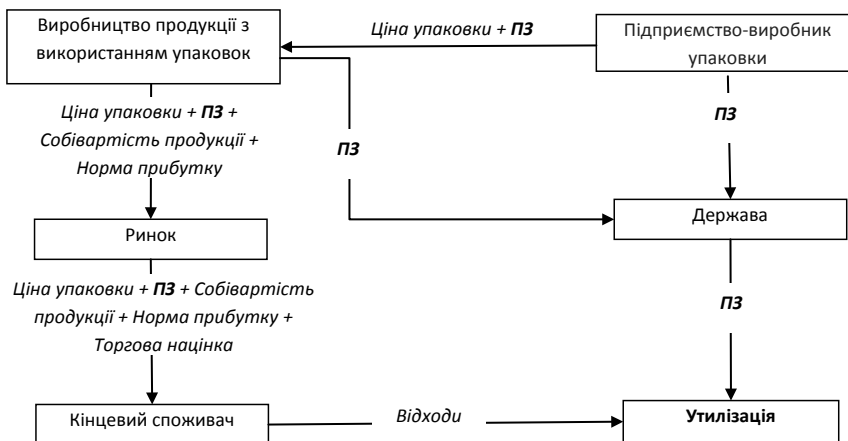 Виробництво продукції з
використанням упаковок
Ціна упаковки + ПЗ
Підприємство-виробник
упаковки
Ціна упаковки + ПЗ +
Собівартість продукції +
Норма прибутку
ПЗ
ПЗ
Ринок
Держава
Ціна упаковки + ПЗ + Собівартість
продукції + Норма прибутку +
Торгова націнка
ПЗ
Кінцевий споживач
Відходи
Утилізація